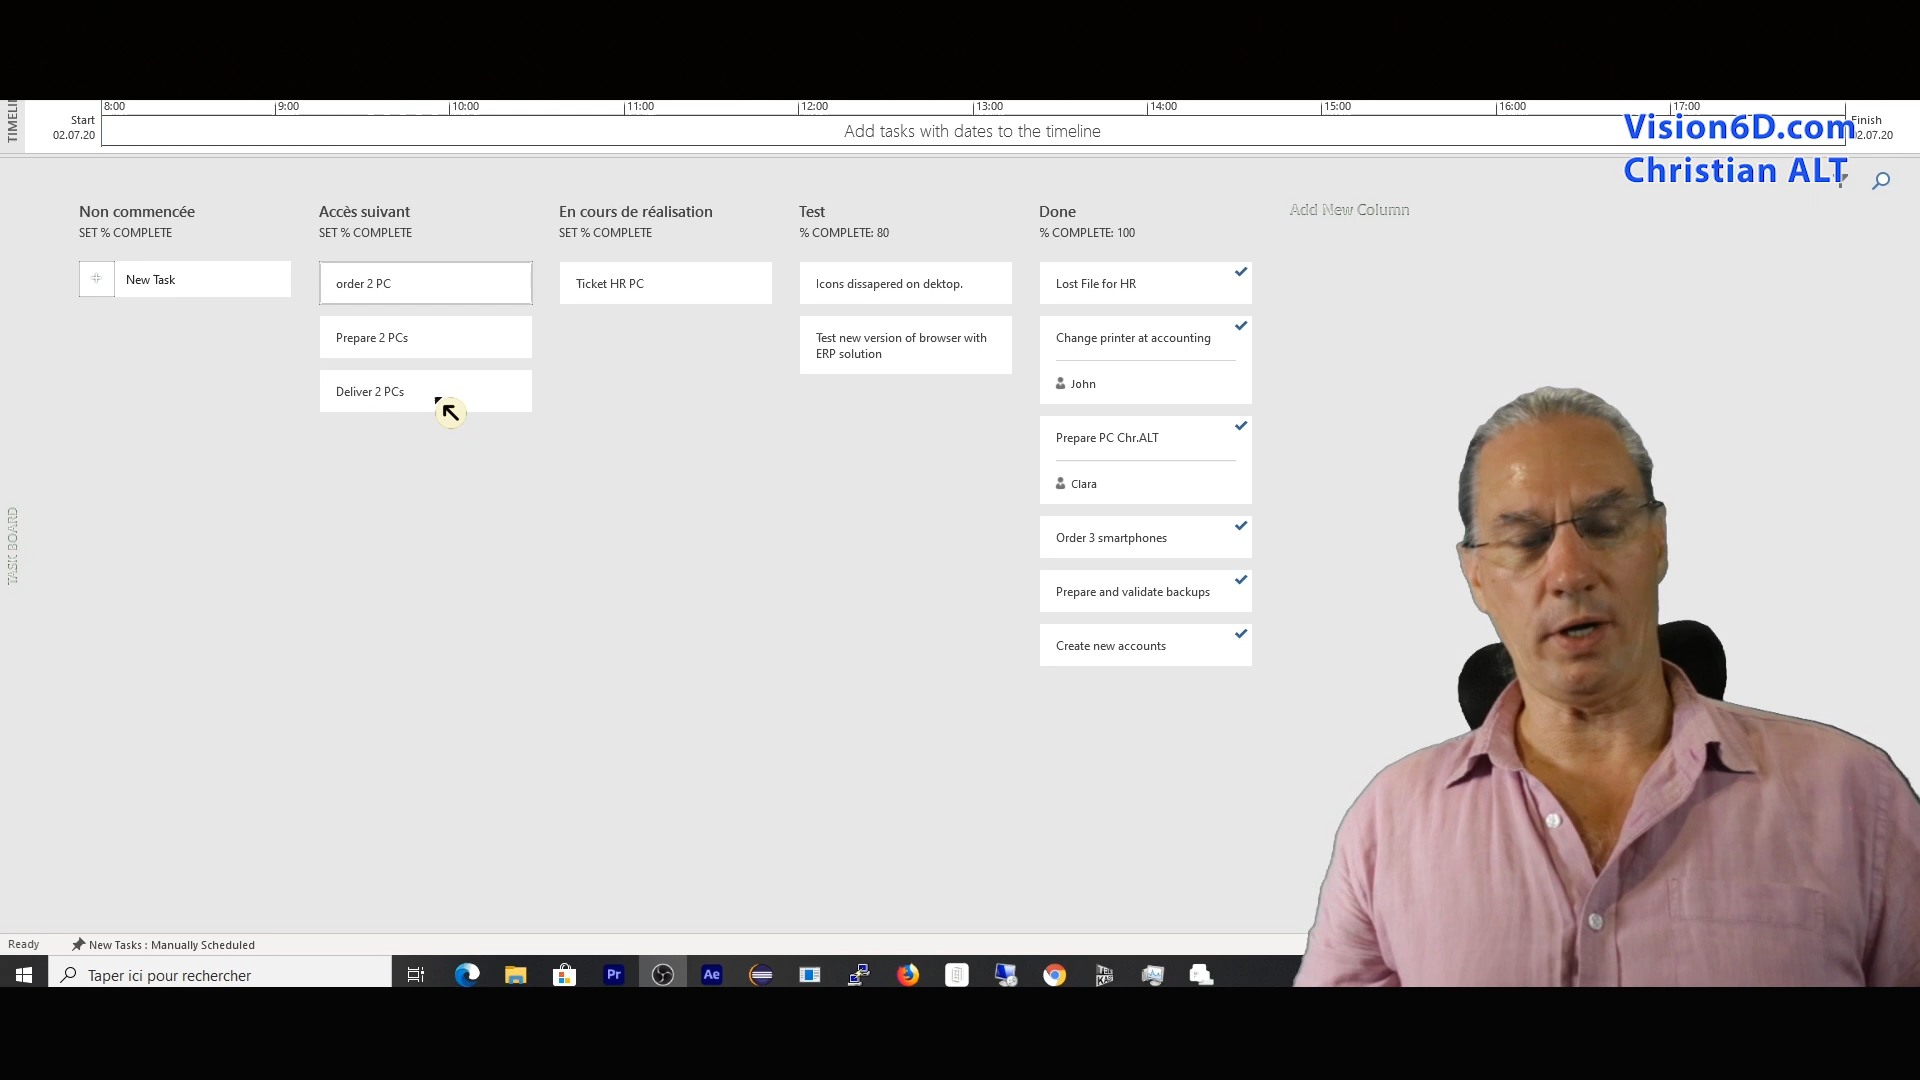 8:00
9:00
10:00
11:00
12:00
13:00
14:00
15:00
16:00
17:00
Start
02.07.20
Add tasks with dates to the timeline
Finish
Vision6D.com
Christian ALT
Non commencée
SET % COMPLETE
New Task
Accès suivant
SET % COMPLETE
order 2 PC
Prepare 2 PCs
Deliver 2 PCs
En cours de réalisation
SET % COMPLETE
Ticket HR PC
Test
% COMPLETE: 80
Icons dissapered on dektop.
Test new version of browser with
ERP solution
Done
% COMPLETE: 100
Lost File for HR
Change printer at accounting
John
Prepare PC Chr.ALT
Clara
Order 3 smartphones
Prepare and validate backups
Create new accounts
Add New Column
TASK BOARD
Ready
New Tasks : Manually Scheduled
Taper ici pour rechercher
Pr
Ae